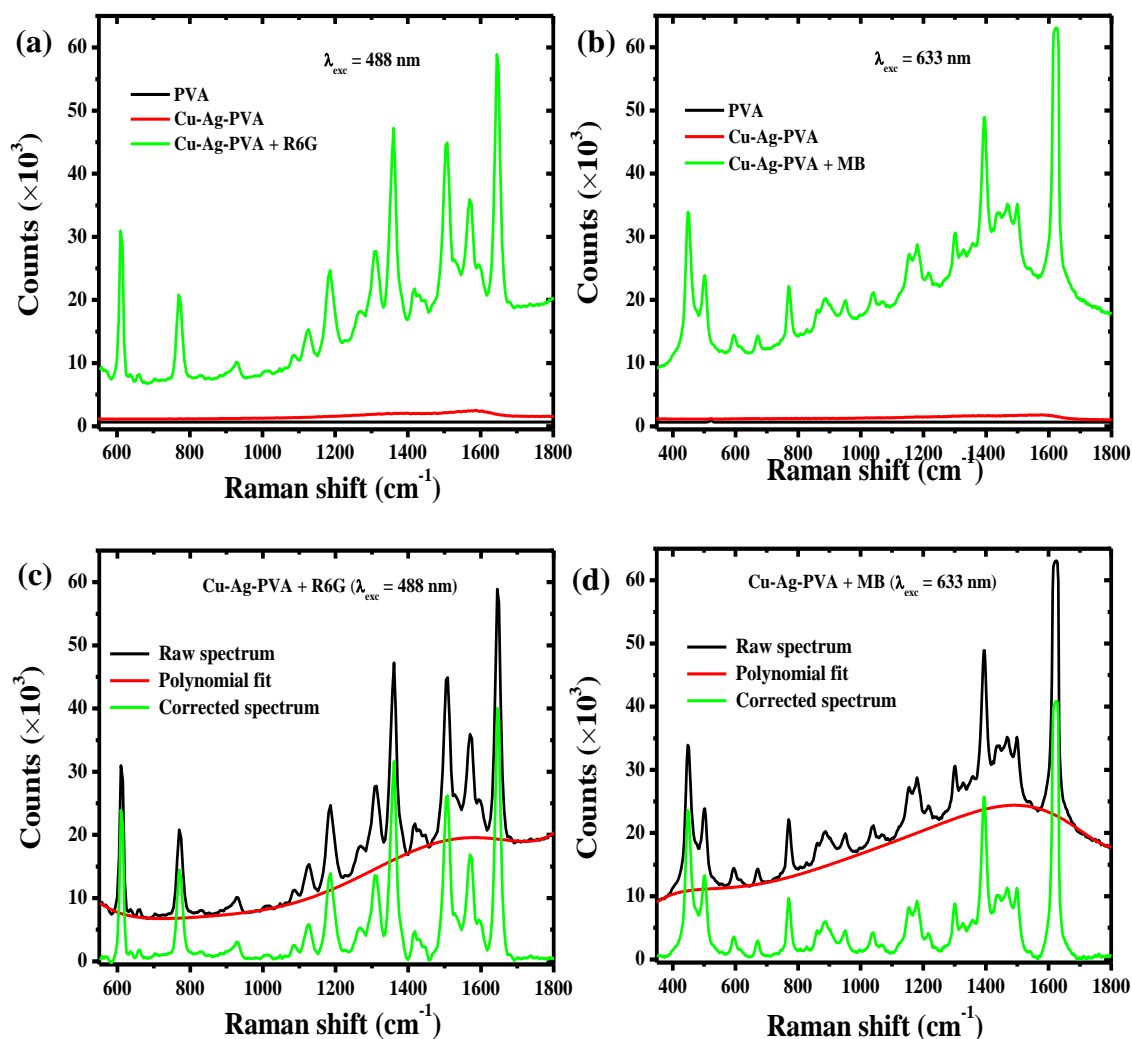 (a)
λexc = 488 nm
PVA
Cu-Ag-PVA
Cu-Ag-PVA + R6G
Counts (×10³)
60
50
40
30
20
10
0
600 800 1000 1200 1400 1600 1800
Raman shift (cm⁻¹)
(b)
λexc = 633 nm
PVA
Cu-Ag-PVA
Cu-Ag-PVA + MB
Counts (×10³)
60
50
40
30
20
10
0
400 600 800 1000 1200 1400 1600 1800
Raman shift (cm⁻¹)
(c)
Cu-Ag-PVA + R6G (λexc = 488 nm)
Raw spectrum
Polynomial fit
Corrected spectrum
Counts (×10³)
60
50
40
30
20
10
0
600 800 1000 1200 1400 1600 1800
Raman shift (cm⁻¹)
(d)
Cu-Ag-PVA + MB (λexc = 633 nm)
Raw spectrum
Polynomial fit
Corrected spectrum
Counts (×10³)
60
50
40
30
20
10
0
400 600 800 1000 1200 1400 1600 1800
Raman shift (cm⁻¹)